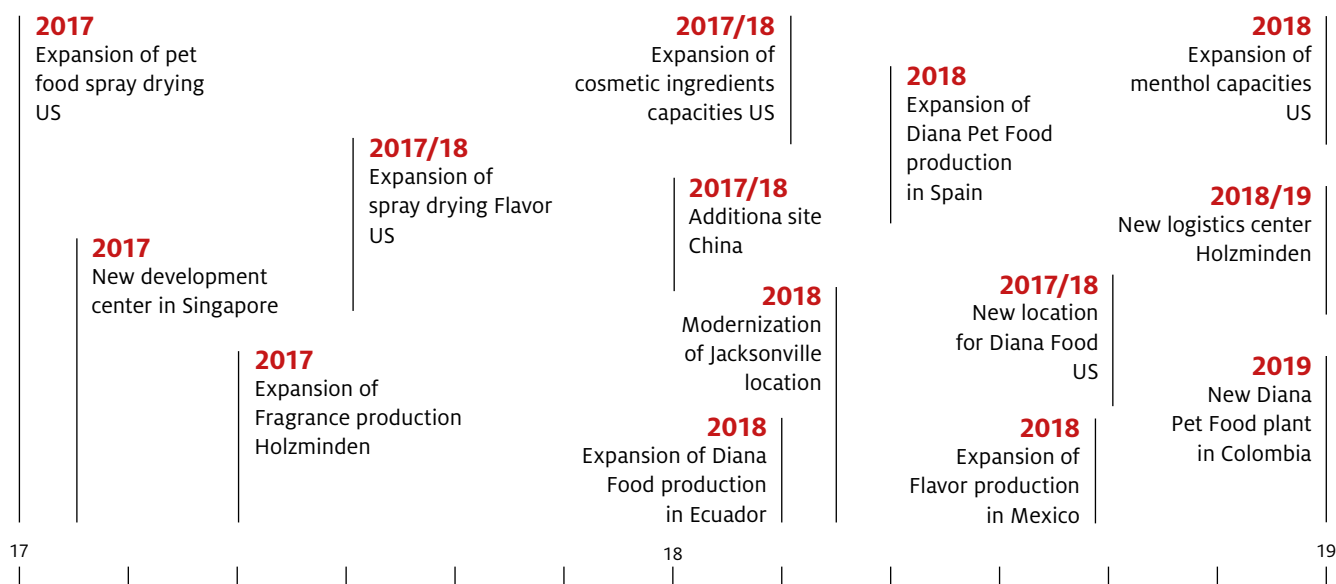 2017
Expansion of pet
food spray drying
US
2017
New development
center in Singapore
2017
Expansion of
Fragrance production
Holzminden
2017/18
Expansion of
spray drying Flavor
US
2017/18
Expansion of
cosmetic ingredients
capacities US
2017/18
Additiona site
China
2018
Modernization
of Jacksonville
location
2018
Expansion of Diana
Food production
in Ecuador
2018
Expansion of
Diana Pet Food
production
in Spain
2017/18
New location
for Diana Food
US
2018
Expansion of
Flavor production
in Mexico
2018
Expansion of
menthol capacities
US
2018/19
New logistics center
Holzminden
2019
New Diana
Pet Food plant
in Colombia
17
18
19